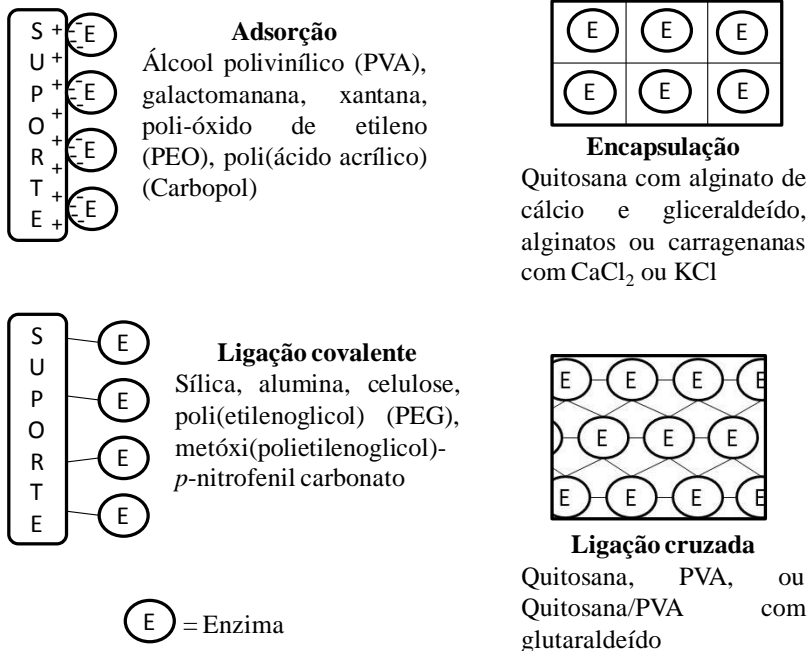 SUPORTE
+ + + + + + + + +
E
E
E
E
Adsorção
Álcool polivinílico (PVA),
galactomanana, xantana,
poli-óxido de etileno
(PEO), poli(ácido acrílico)
(Carbopol)
E E E
E E E
Encapsulação
Quitosana com alginato de
cálcio e gliceraldeído,
alginatos ou carragenanas
com CaCl₂ ou KCl
SUPORTE
E
E
E
E
Ligação covalente
Sílica, alumina, celulose,
poli(etilenoglicol) (PEG),
metóxi(polietilenoglicol)-
p-nitrofenil carbonato
E E E E
E E E
E E E E
Ligação cruzada
Quitosana, PVA, ou
Quitosana/PVA com
glutaraldeído
E = Enzima